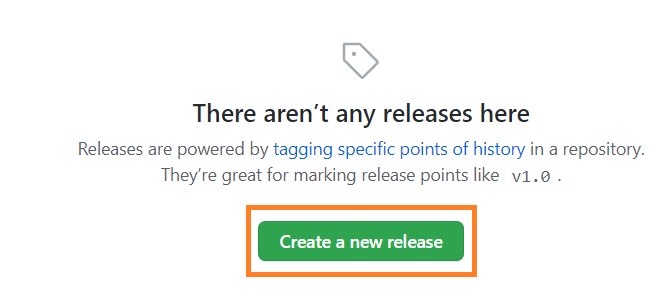 There aren’t any releases here
Releases are powered by tagging specific points of history in a repository.
They’re great for marking release points like v1.0 .
Create a new release